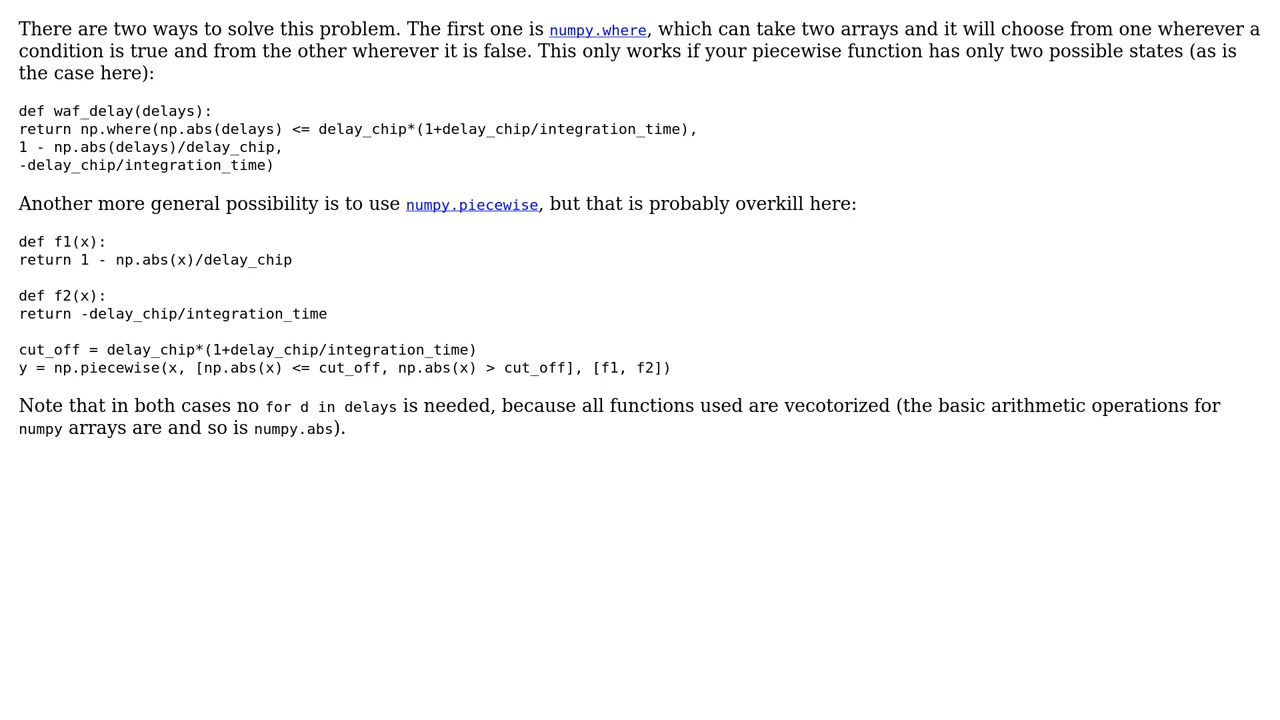 There are two ways to solve this problem. The first one is numpy.where, which can take two arrays and it will choose from one wherever a
condition is true and from the other wherever it is false. This only works if your piecewise function has only two possible states (as is
the case here):
def waf_delay(delays):
return np.where(np.abs(delays) <= delay_chip*(1+delay_chip/integration_time),
1 - np.abs(delays)/delay_chip,
-delay_chip/integration_time)
Another more general possibility is to use numpy.piecewise, but that is probably overkill here:
def f1(x):
return 1 - np.abs(x)/delay_chip
def f2(x):
return -delay_chip/integration_time
cut_off = delay_chip*(1+delay_chip/integration_time)
y = np.piecewise(x, [np.abs(x) <= cut_off, np.abs(x) > cut_off], [f1, f2])
Note that in both cases no for d in delays is needed, because all functions used are vecotorized (the basic arithmetic operations for
numpy arrays are and so is numpy.abs).